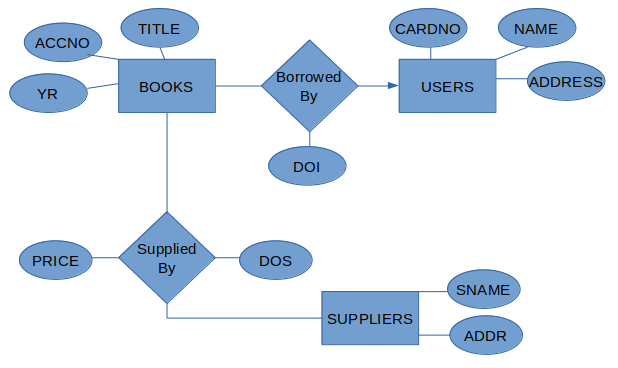 TITLE
CARDNO
NAME
ACCNO
Borrowed
By
BOOKS
USERS
ADDRESS
YR
DOI
Supplied
By
PRICE
DOS
SNAME
SUPPLIERS
ADDR